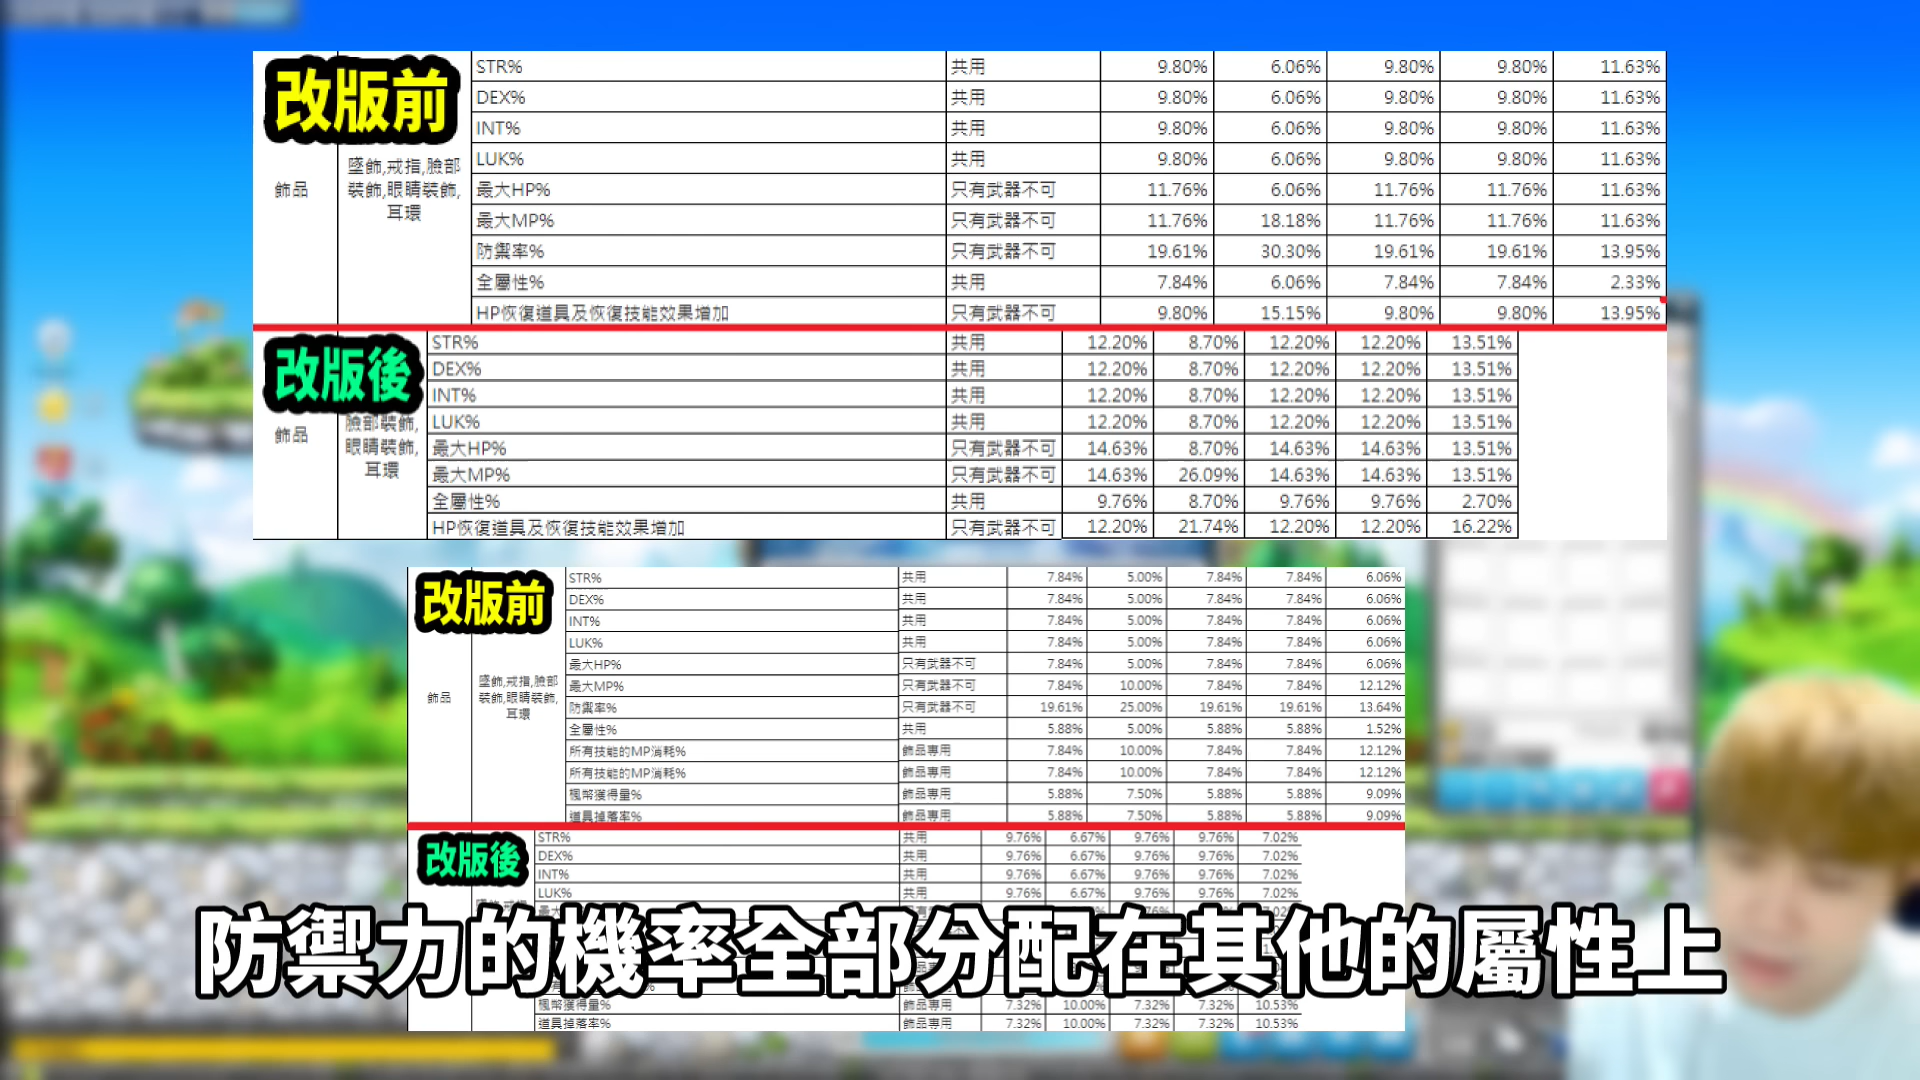 改版前
飾品
墜飾,戒指,臉部
裝飾,眼睛裝飾,
耳環
STR% 共用 9.80% 6.06% 9.80% 9.80% 11.63%
DEX% 共用 9.80% 6.06% 9.80% 9.80% 11.63%
INT% 共用 9.80% 6.06% 9.80% 9.80% 11.63%
LUK% 共用 9.80% 6.06% 9.80% 9.80% 11.63%
最大HP% 只有武器不可 11.76% 6.06% 11.76% 11.76% 11.63%
最大MP% 只有武器不可 11.76% 18.18% 11.76% 11.76% 11.63%
防禦率% 只有武器不可 19.61% 30.30% 19.61% 19.61% 13.95%
全屬性% 共用 7.84% 6.06% 7.84% 7.84% 2.33%
HP恢復道具及恢復技能效果增加 只有武器不可 9.80% 15.15% 9.80% 9.80% 13.95%
改版後
飾品
臉部裝飾,
眼睛裝飾,
耳環
STR% 共用 12.20% 8.70% 12.20% 12.20% 13.51%
DEX% 共用 12.20% 8.70% 12.20% 12.20% 13.51%
INT% 共用 12.20% 8.70% 12.20% 12.20% 13.51%
LUK% 共用 12.20% 8.70% 12.20% 12.20% 13.51%
最大HP% 只有武器不可 14.63% 8.70% 14.63% 14.63% 13.51%
最大MP% 只有武器不可 14.63% 26.09% 14.63% 14.63% 13.51%
全屬性% 共用 9.76% 8.70% 9.76% 9.76% 2.70%
HP恢復道具及恢復技能效果增加 只有武器不可 12.20% 21.74% 12.20% 12.20% 16.22%
改版前
飾品
墜飾,戒指,臉部
裝飾,眼睛裝飾,
耳環
STR% 共用 7.84% 5.00% 7.84% 7.84% 6.06%
DEX% 共用 7.84% 5.00% 7.84% 7.84% 6.06%
INT% 共用 7.84% 5.00% 7.84% 7.84% 6.06%
LUK% 共用 7.84% 5.00% 7.84% 7.84% 6.06%
最大HP% 只有武器不可 7.84% 5.00% 7.84% 7.84% 6.06%
最大MP% 只有武器不可 7.84% 10.00% 7.84% 7.84% 12.12%
防禦率% 只有武器不可 19.61% 25.00% 19.61% 19.61% 13.64%
全屬性% 共用 5.88% 5.00% 5.88% 5.88% 1.52%
所有技能的MP消耗% 飾品專用 7.84% 10.00% 7.84% 7.84% 12.12%
所有技能的MP消耗% 飾品專用 7.84% 10.00% 7.84% 7.84% 12.12%
楓幣獲得量% 飾品專用 5.88% 7.50% 5.88% 5.88% 9.09%
道具掉落率% 飾品專用 5.88% 7.50% 5.88% 5.88% 9.09%
改版後
STR% 共用 9.76% 6.67% 9.76% 9.76% 7.02%
DEX% 共用 9.76% 6.67% 9.76% 9.76% 7.02%
INT% 共用 9.76% 6.67% 9.76% 9.76% 7.02%
LUK% 共用 9.76% 6.67% 9.76% 9.76% 7.02%
防禦力的機率全部分配在其他的屬性上
楓幣獲得量% 飾品專用 7.32% 10.00% 7.32% 7.32% 10.53%
道具掉落率% 飾品專用 7.32% 10.00% 7.32% 7.32% 10.53%